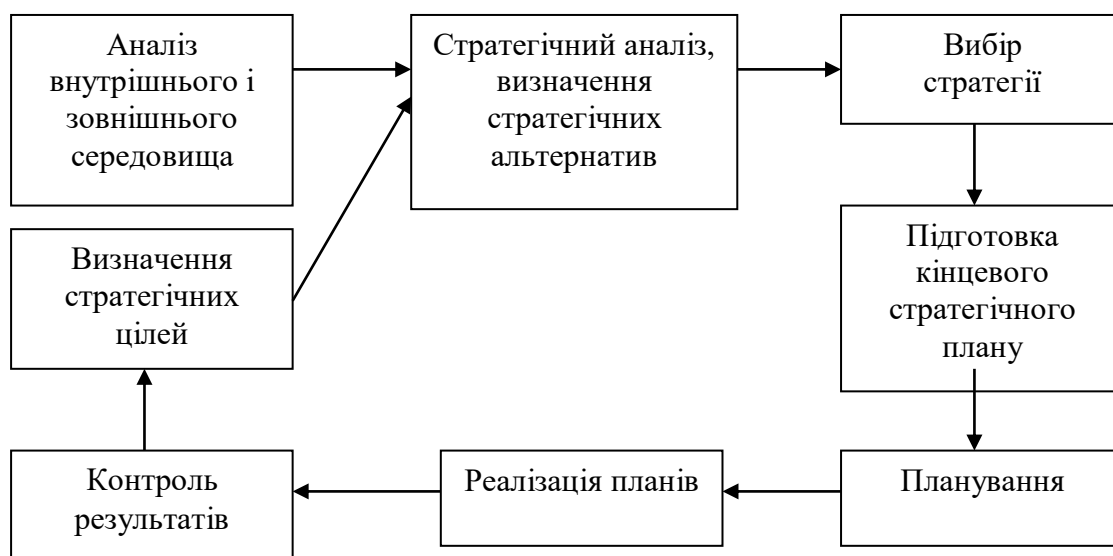 Аналіз
внутрішнього і
зовнішнього
середовища
Стратегічний аналіз,
визначення
стратегічних
альтернатив
Вибір
стратегії
Визначення
стратегічних
цілей
Підготовка
кінцевого
стратегічного
плану
Контроль
результатів
Реалізація планів
Планування